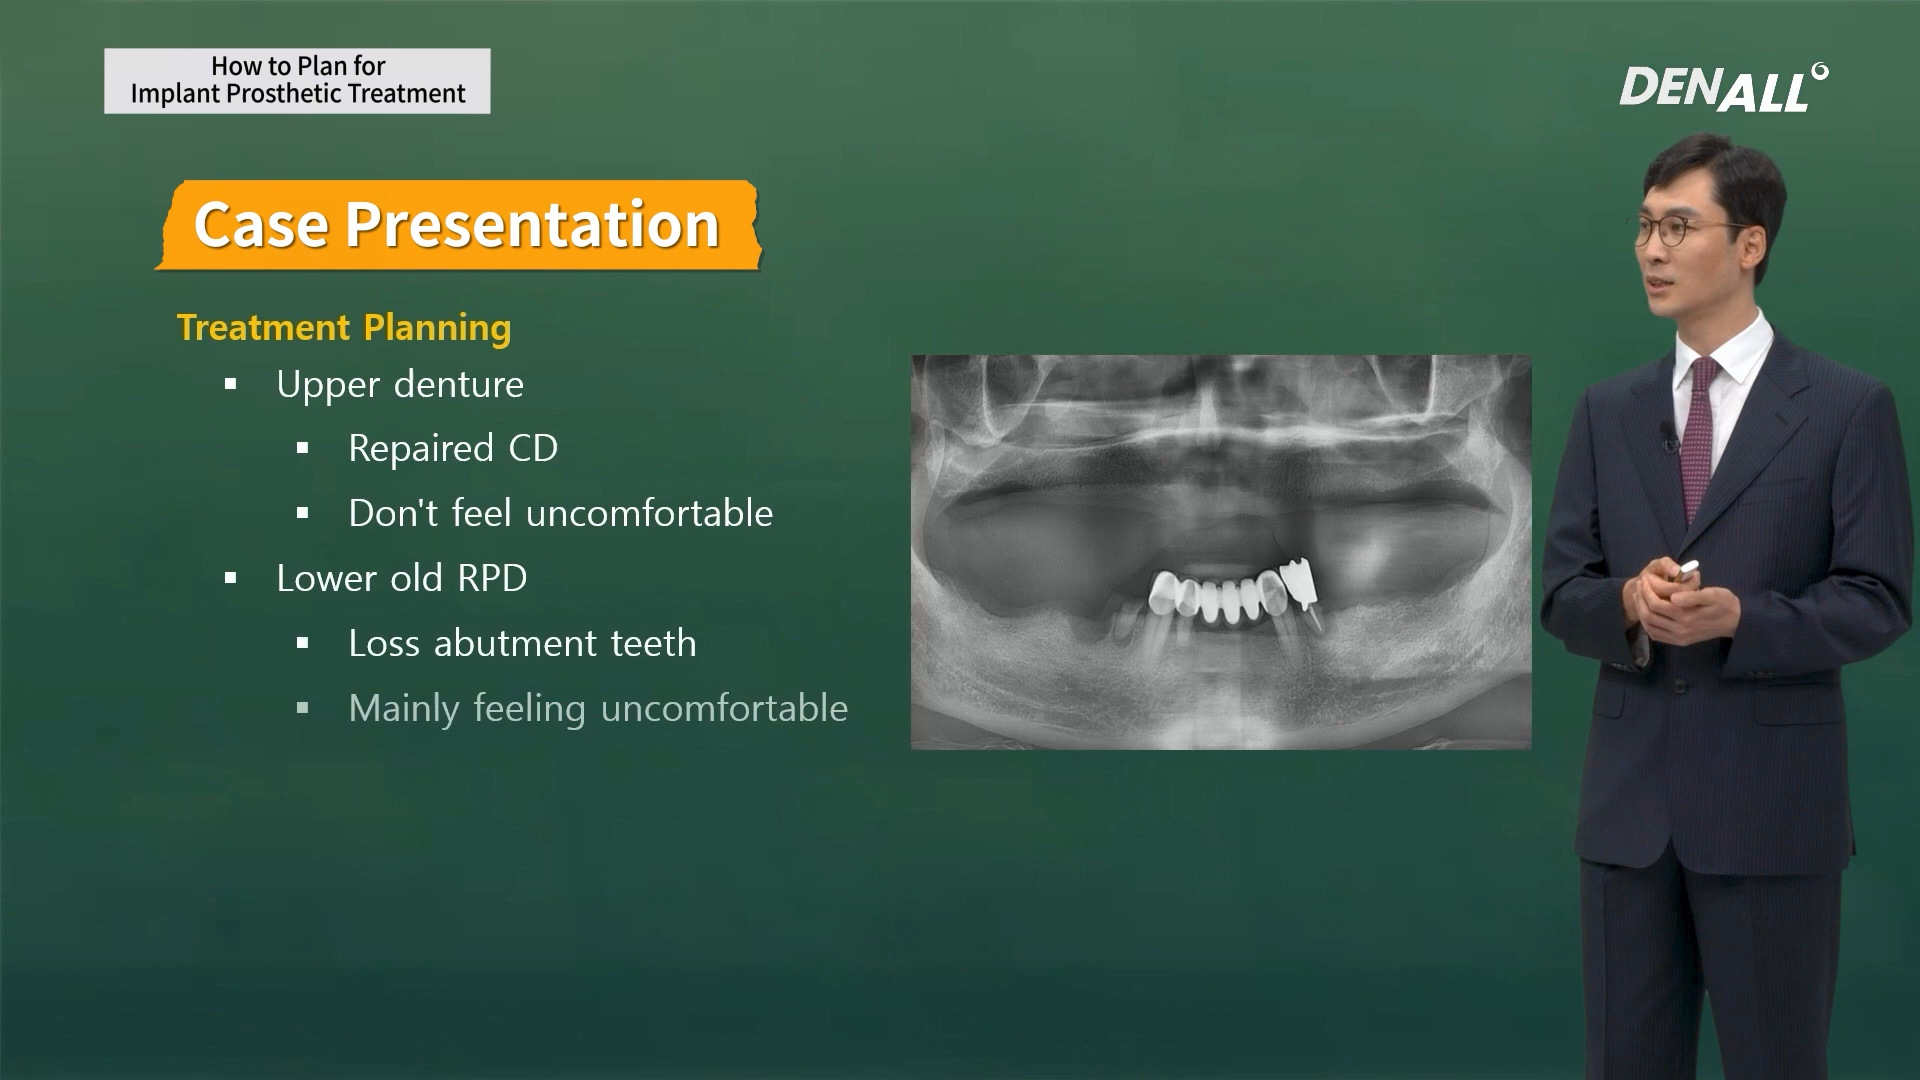 How to Plan for
Implant Prosthetic Treatment
DENALL
Case Presentation
Treatment Planning
▪ Upper denture
▪ Repaired CD
▪ Don't feel uncomfortable
▪ Lower old RPD
▪ Loss abutment teeth
▪ Mainly feeling uncomfortable